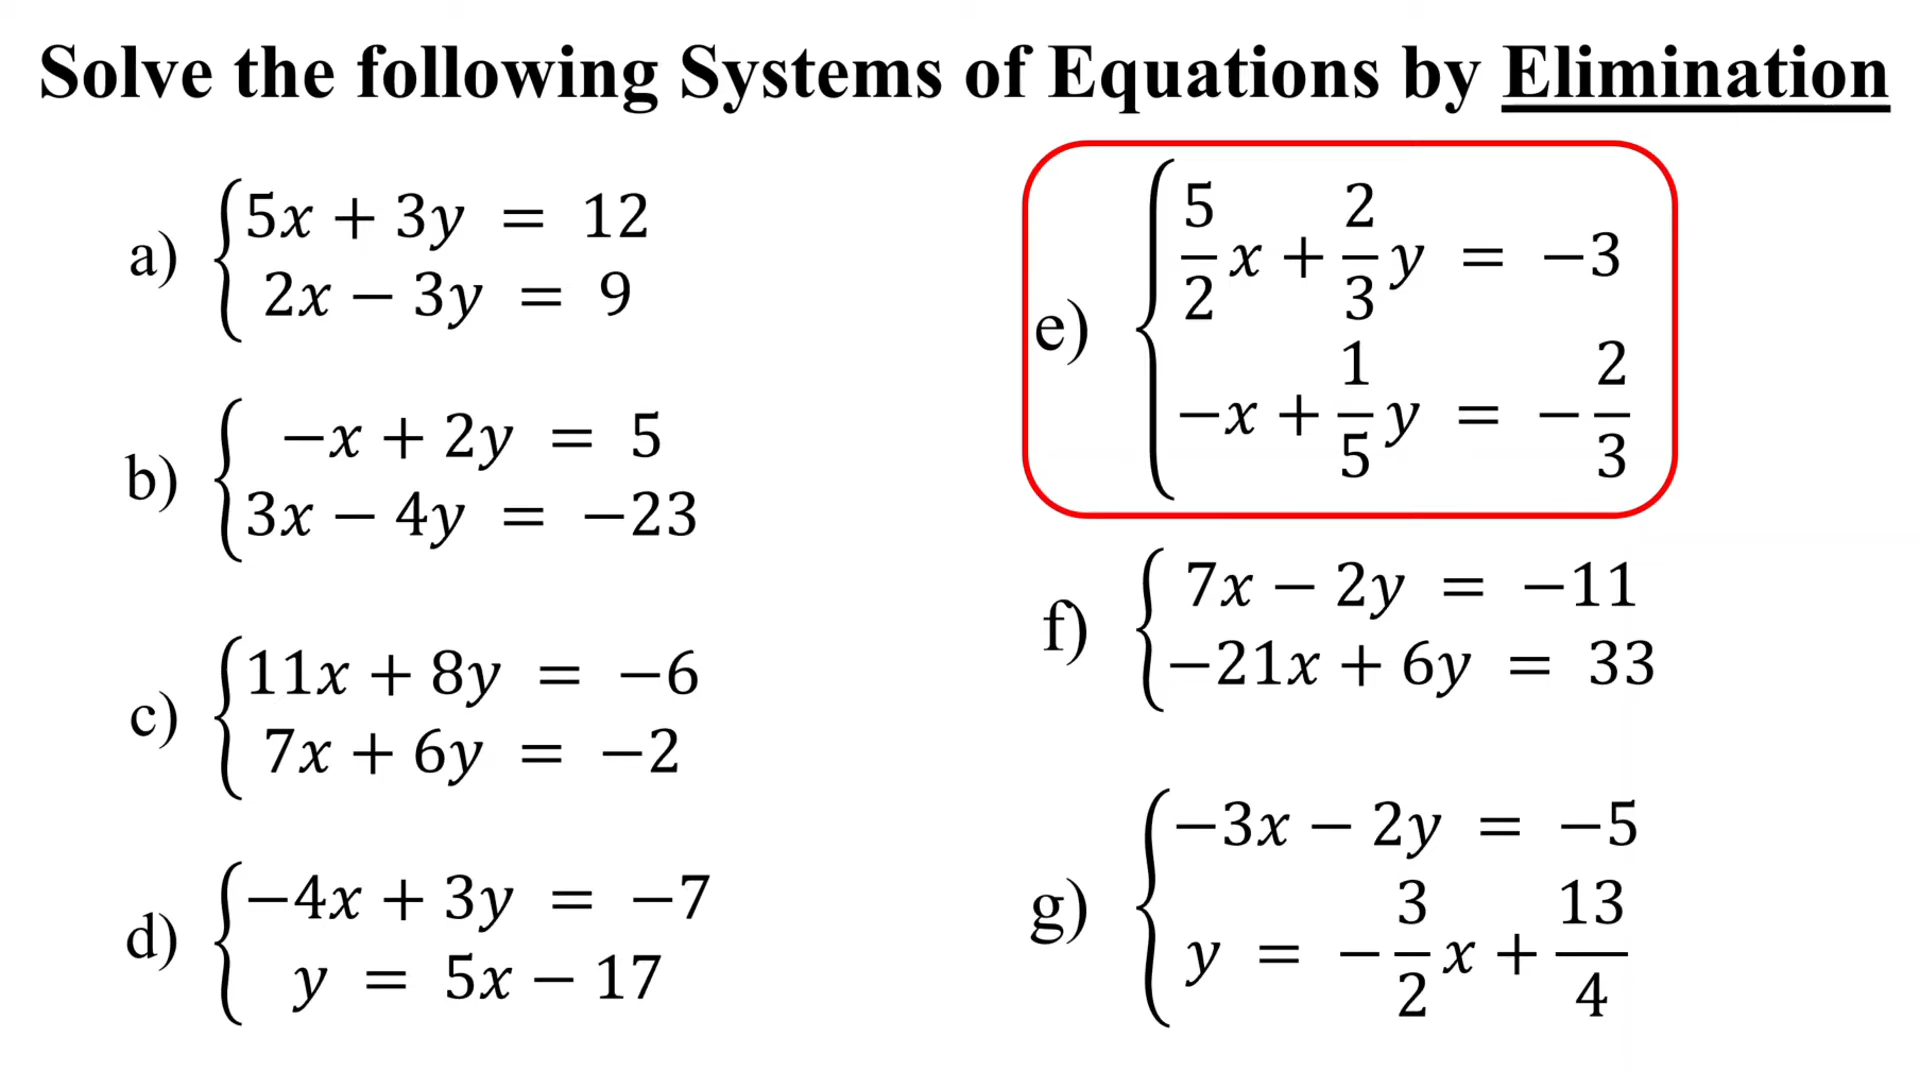 Solve the following Systems of Equations by Elimination
a) {5x + 3y = 12
2x − 3y = 9
b) {−x + 2y = 5
3x − 4y = −23
c) {11x + 8y = −6
7x + 6y = −2
d) {−4x + 3y = −7
y = 5x − 17
e) {5/2 x + 2/3 y = −3
−x + 1/5 y = −2/3
f) {7x − 2y = −11
−21x + 6y = 33
g) {−3x − 2y = −5
y = −3/2 x + 13/4